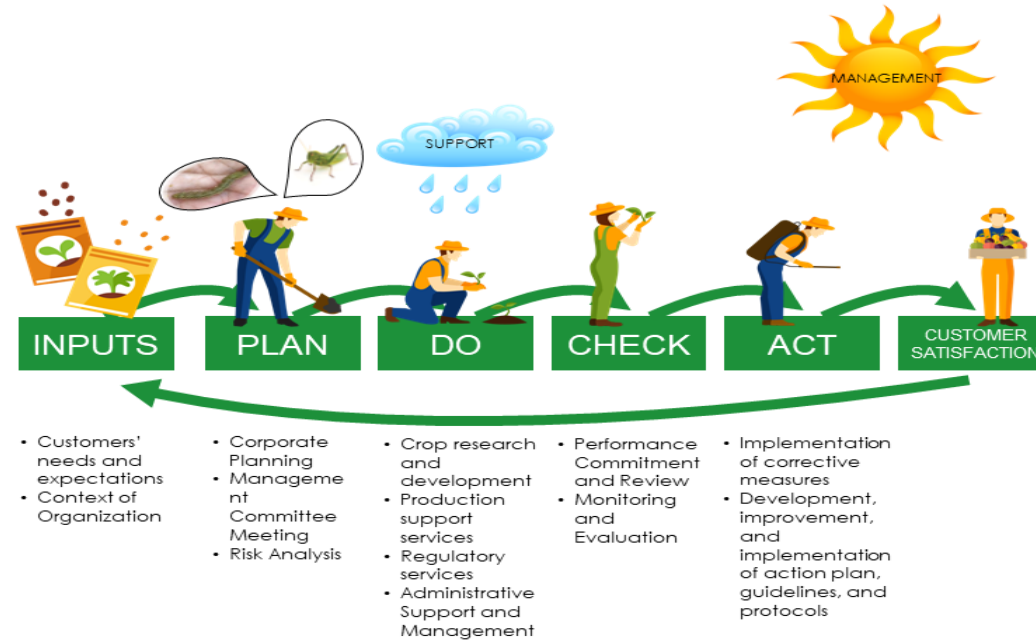 MANAGEMENT
SUPPORT
INPUTS
PLAN
DO
CHECK
ACT
CUSTOMER
SATISFACTION
• Customers'
needs and
expectations
• Context of
Organization
• Corporate
Planning
• Manageme
nt
Committee
Meeting
• Risk Analysis
• Crop research
and
development
• Production
support
services
• Regulatory
services
• Administrative
Support and
Management
• Performance
Commitment
and Review
• Monitoring
and
Evaluation
• Implementation
of corrective
measures
• Development,
improvement,
and
implementation
of action plan,
guidelines, and
protocols